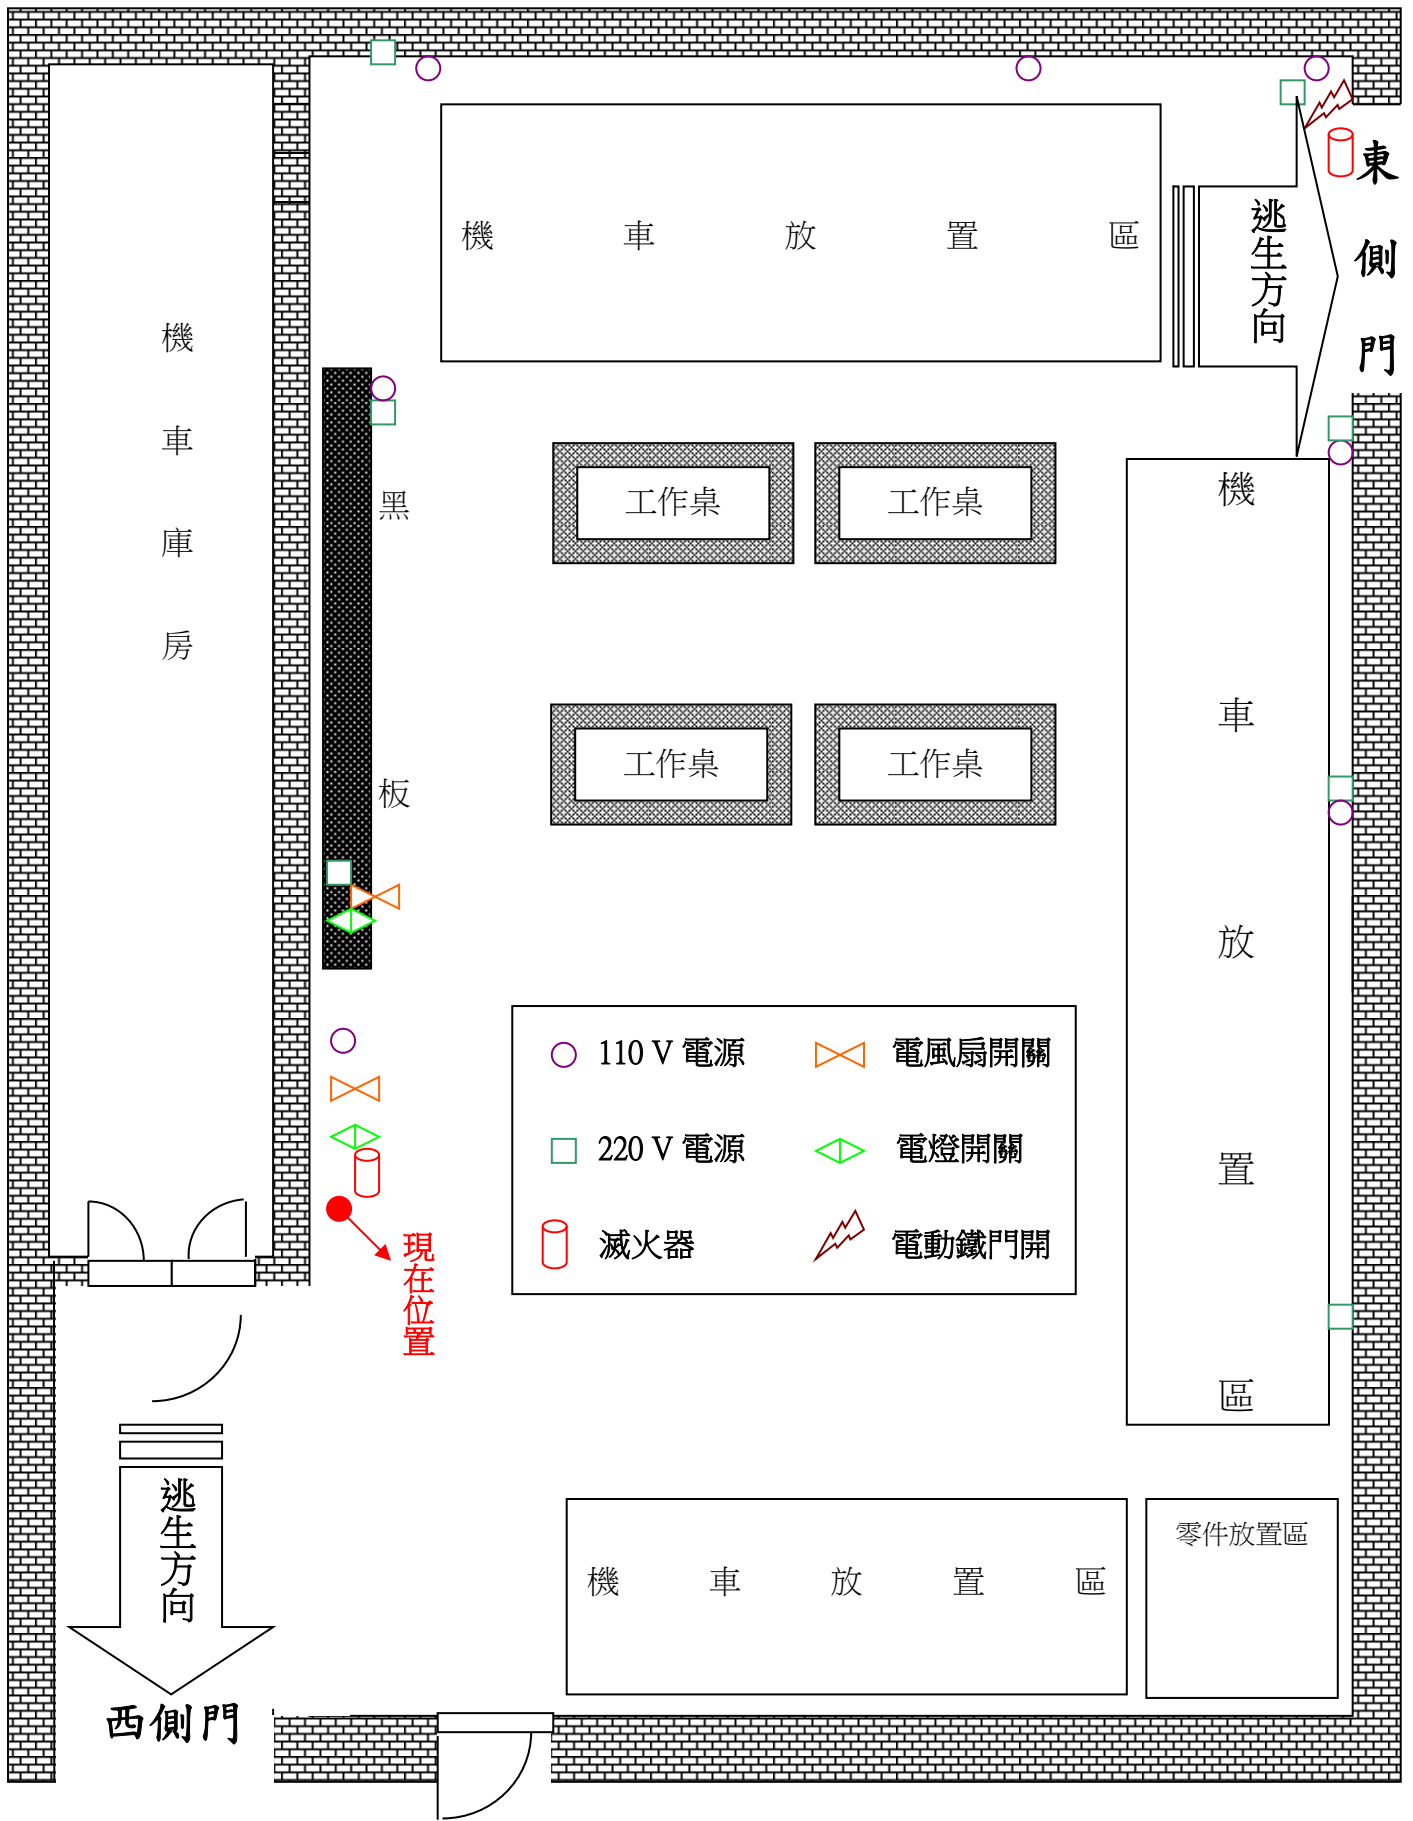 機車放置區
逃生方向
東側門
機車庫房
黑板
工作桌
工作桌
機車放置區
工作桌
工作桌
110 V 電源
電風扇開關
220 V 電源
電燈開關
滅火器
電動鐵門開
現在位置
逃生方向
西側門
機車放置區
零件放置區